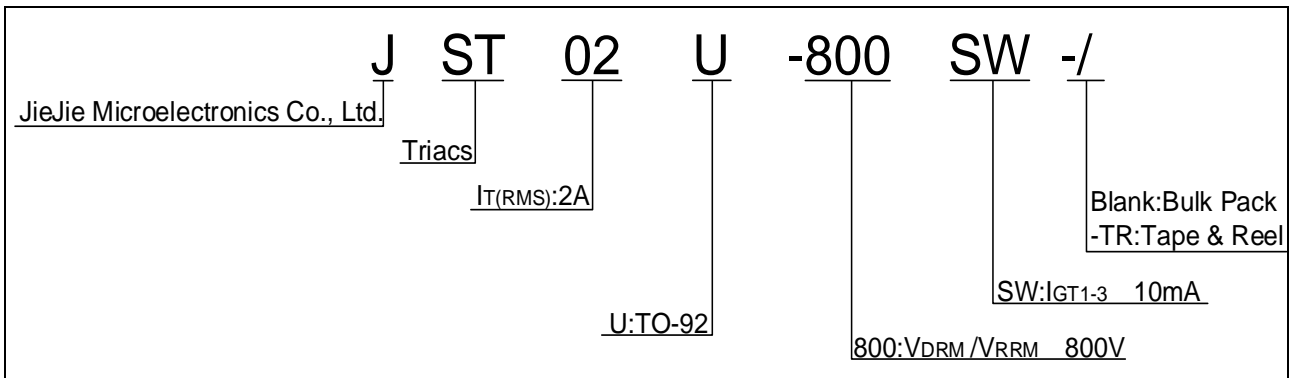 J ST 02 U -800 SW -/
JieJie Microelectronics Co., Ltd.
Triacs
IT(RMS):2A
Blank:Bulk Pack
-TR:Tape & Reel
SW:IGT1-3 10mA
U:TO-92
800:VDRM /VRRM 800V